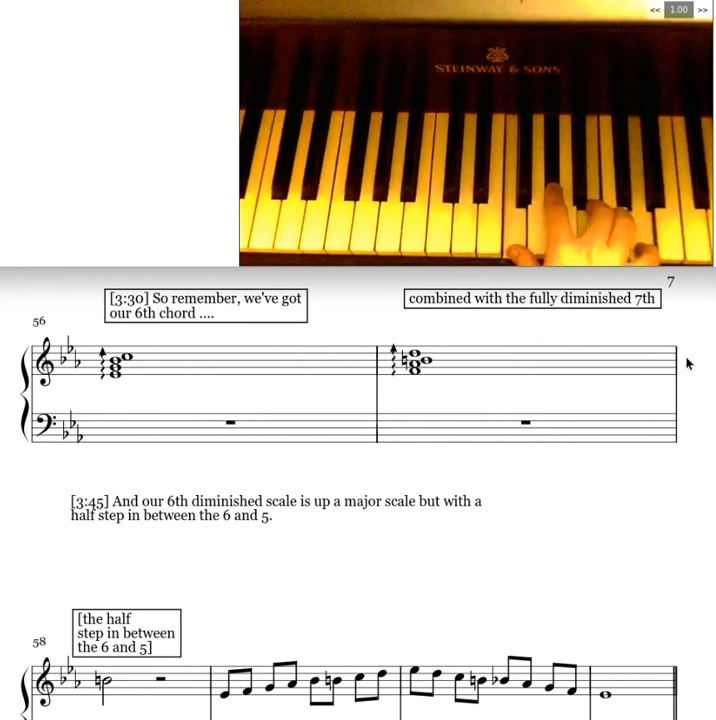 << 1.00 >>
STEINWAY & SONS
7
[3:30] So remember, we've got
our 6th chord ....
combined with the fully diminished 7th
56
[3:45] And our 6th diminished scale is up a major scale but with a
half step in between the 6 and 5.
[the half
step in between
the 6 and 5]
58